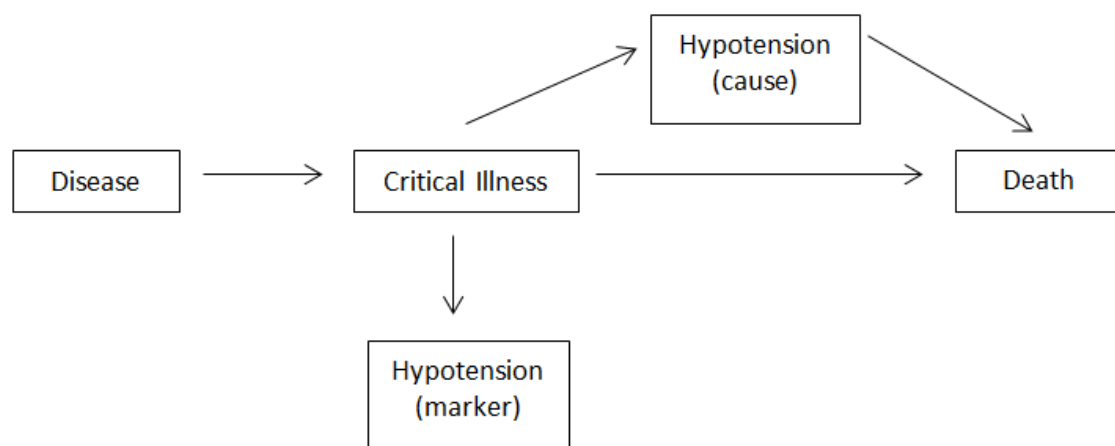 Hypotension
(cause)
Disease
Critical Illness
Death
Hypotension
(marker)